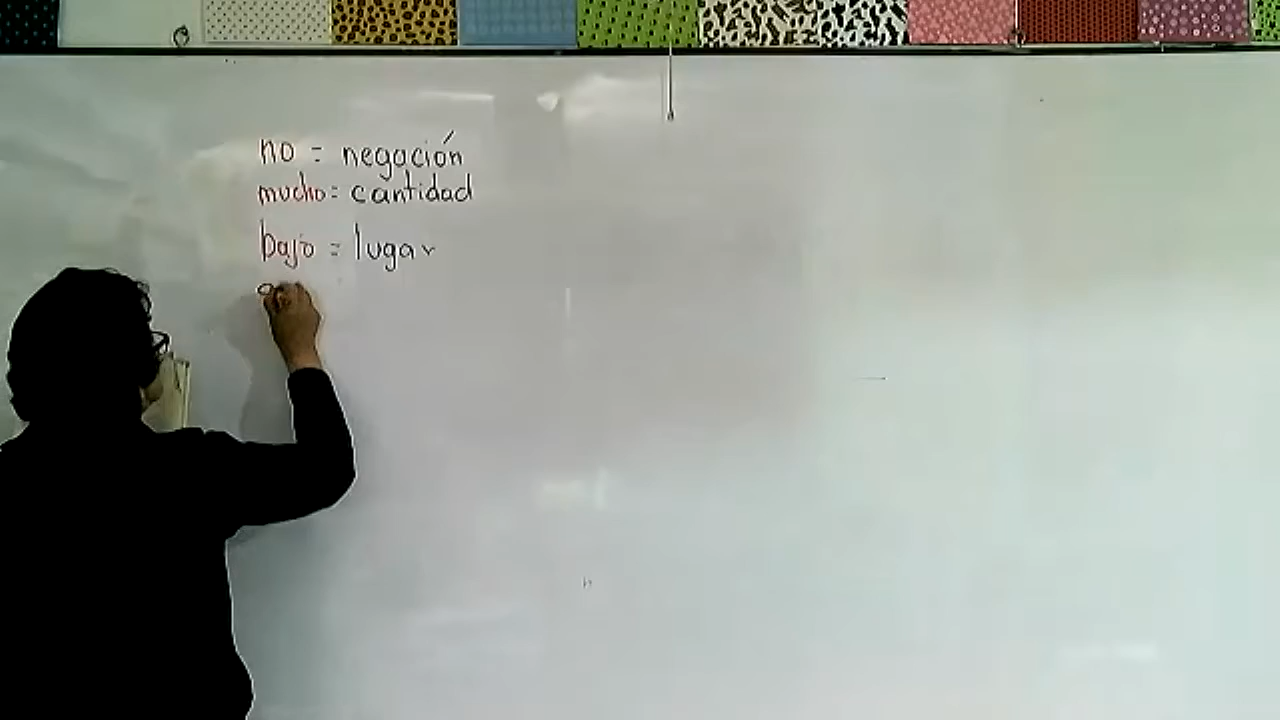 no = negación
mucho = cantidad
bajo = lugar